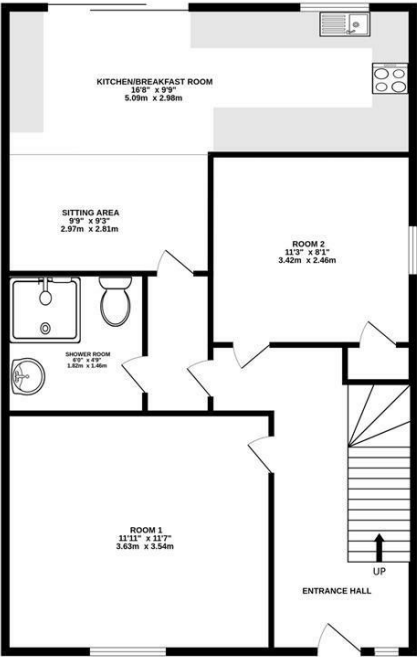 KITCHEN/BREAKFAST ROOM
16'8" x 9'9"
5.09m x 2.98m
SITTING AREA
9'9" x 9'3"
2.97m x 2.81m
ROOM 2
11'3" x 8'1"
3.42m x 2.46m
SHOWER ROOM
6'0" x 4'9"
1.82m x 1.46m
ROOM 1
11'11" x 11'7"
3.63m x 3.54m
UP
ENTRANCE HALL